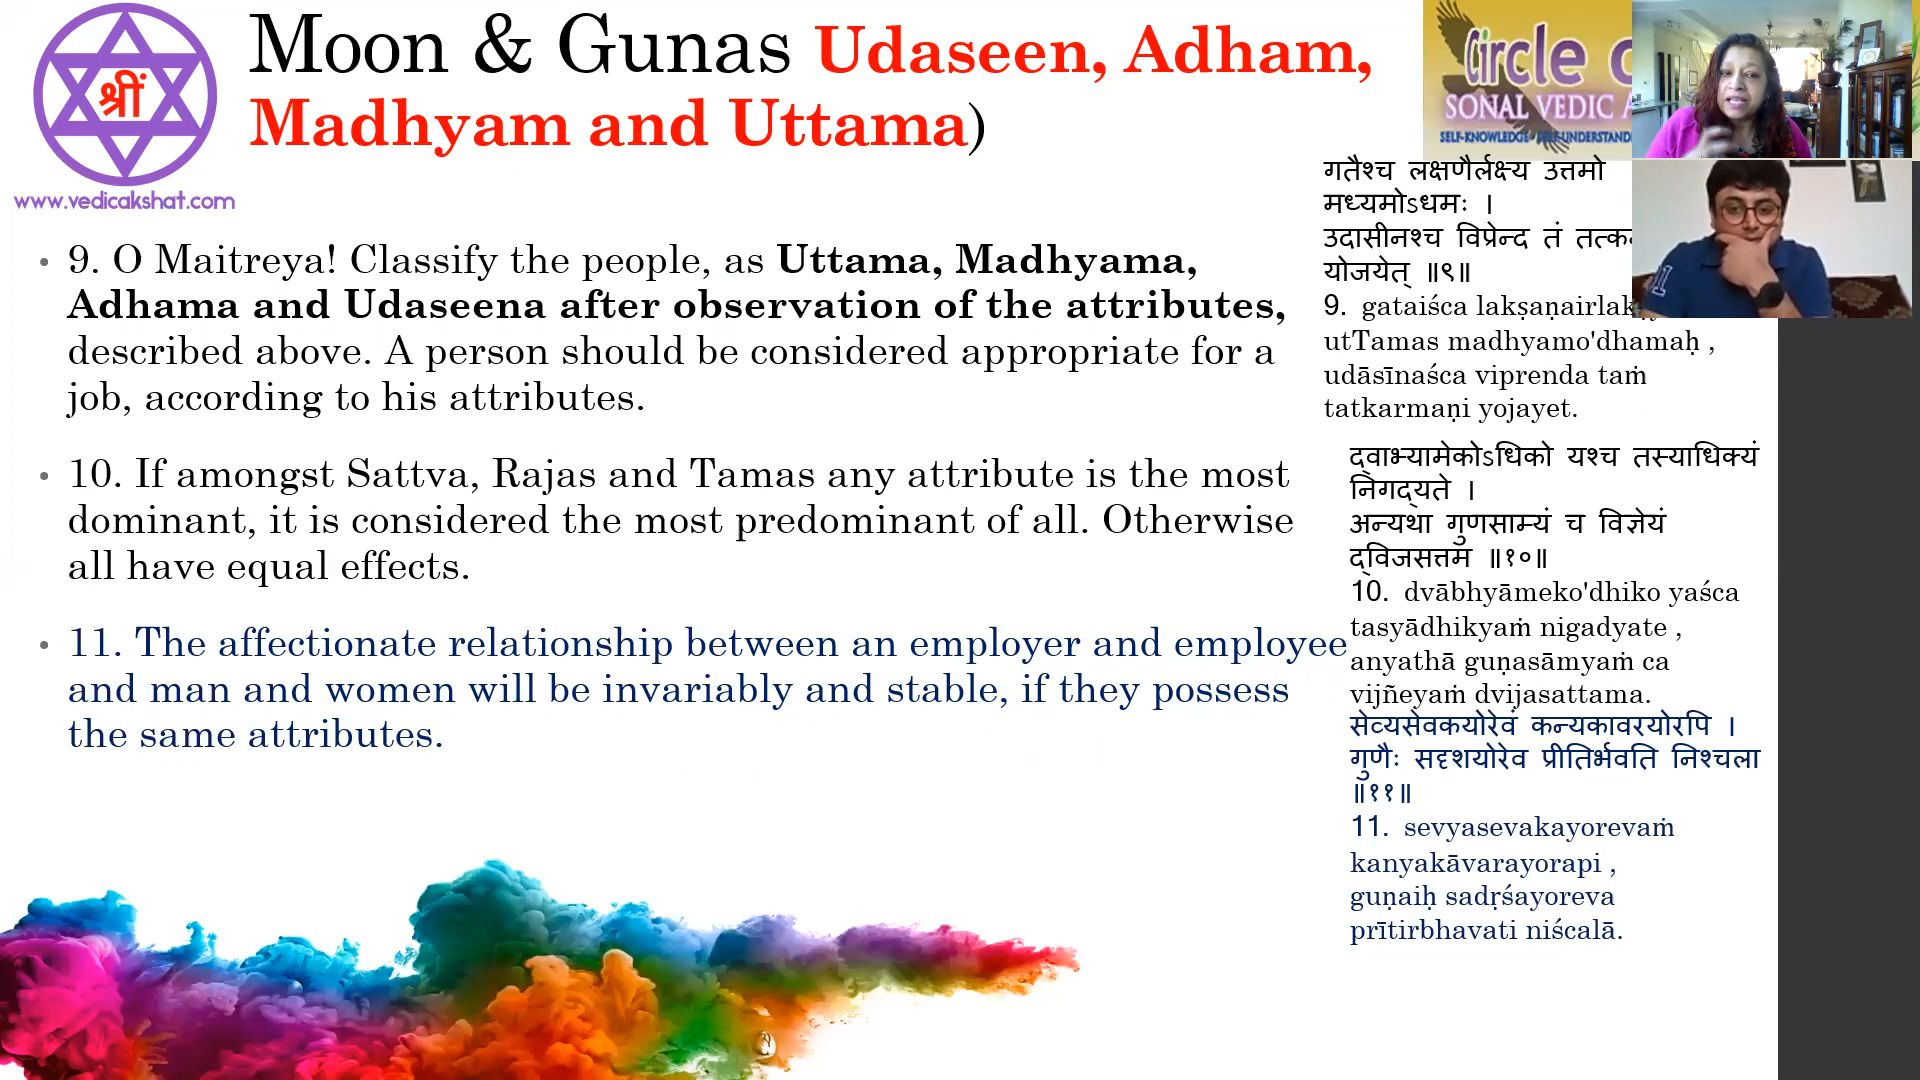 श्रीं
www.vedicakshat.com
Moon & Gunas Udaseen, Adham,
Madhyam and Uttama)
Circle
SONAL VEDIC
SELF-KNOWLEDGE
• 9. O Maitreya! Classify the people, as Uttama, Madhyama,
Adhama and Udaseena after observation of the attributes,
described above. A person should be considered appropriate for a
job, according to his attributes.
• 10. If amongst Sattva, Rajas and Tamas any attribute is the most
dominant, it is considered the most predominant of all. Otherwise
all have equal effects.
• 11. The affectionate relationship between an employer and employee
and man and women will be invariably and stable, if they possess
the same attributes.
गतैश्च लक्षणैर्लक्ष्य उत्तमो
मध्यमोऽधमः ।
उदासीनश्च विप्रेन्द तं
योजयेत् ॥९॥
9. gataiśca
utTamas madhyamo'dhamaḥ ,
udāsīnaśca viprenda taṁ
tatkarmaṇi yojayet.
द्वाभ्यामेकोऽधिको यश्च तस्याधिक्यं
निगद्यते ।
अन्यथा गुणसाम्यं च विज्ञेयं
द्विजसत्तम ॥१०॥
10. dvābhyāmeko'dhiko yaśca
tasyādhikyaṁ nigadyate ,
anyathā guṇasāmyaṁ ca
vijñeyaṁ dvijasattama.
सेव्यसेवकयोरेवं कन्यकावरयोरपि ।
गुणैः सदृशयोरेव प्रीतिर्भवति निश्चला
॥११॥
11. sevyasevakayorevaṁ
kanyakāvarayorapi ,
guṇaiḥ sadṛśayoreva
prītirbhavati niścalā.